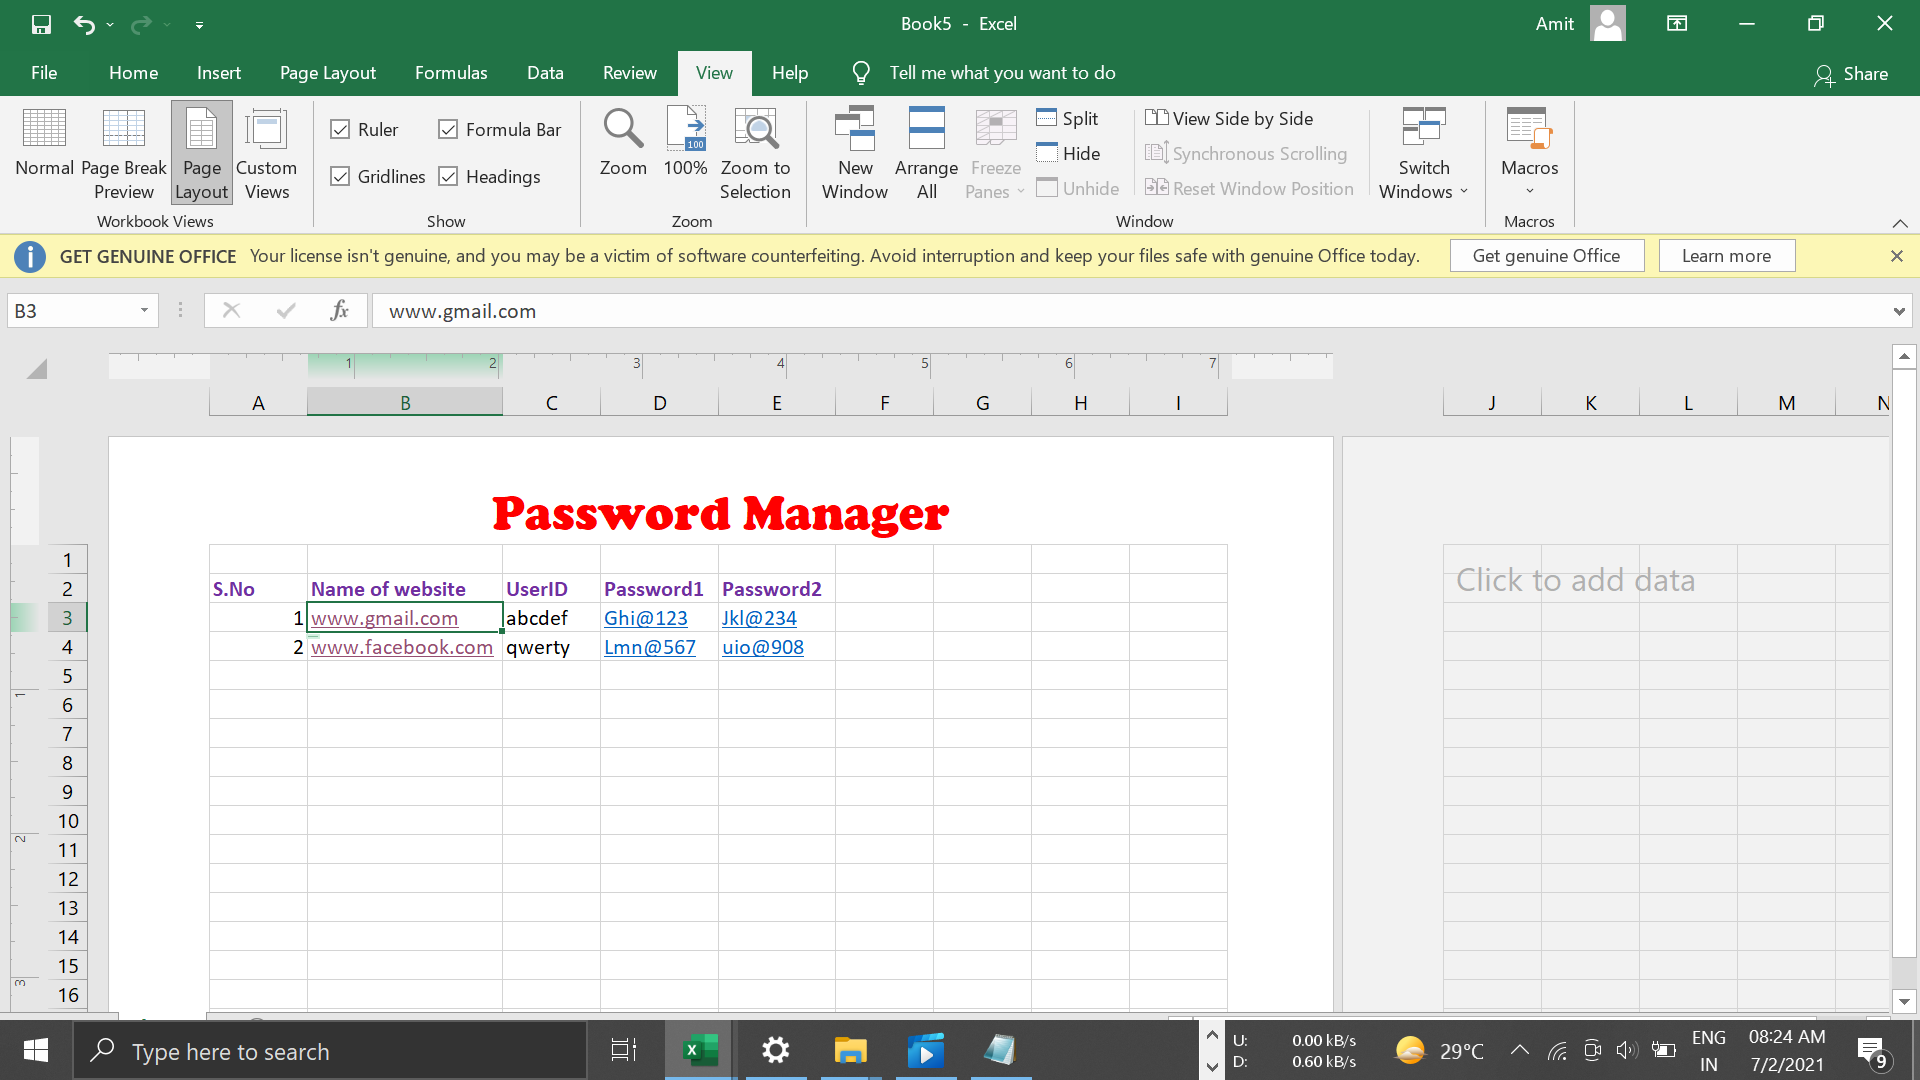 Book5 - Excel
Amit
File Home Insert Page Layout Formulas Data Review View Help Tell me what you want to do Share
Normal
Page Break Preview
Page Layout
Custom Views
Workbook Views
Ruler
Formula Bar
Gridlines
Headings
Show
Zoom
100
100%
Zoom to Selection
Zoom
New Window
Arrange All
Freeze Panes
Split
Hide
Unhide
View Side by Side
Synchronous Scrolling
Reset Window Position
Switch Windows
Window
Macros
Macros
GET GENUINE OFFICE Your license isn't genuine, and you may be a victim of software counterfeiting. Avoid interruption and keep your files safe with genuine Office today. Get genuine Office Learn more
B3 fx www.gmail.com
1 2 3 4 5 6 7
A B C D E F G H I J K L M N
Password Manager
1
2 S.No Name of website UserID Password1 Password2 Click to add data
3 1 www.gmail.com abcdef Ghi@123 Jkl@234
4 2 www.facebook.com qwerty Lmn@567 uio@908
5
1
6
7
8
9
10
2
11
12
13
14
15
3
16
Type here to search
U: 0.00 kB/s
D: 0.60 kB/s
29°C
ENG
IN
08:24 AM
7/2/2021
9